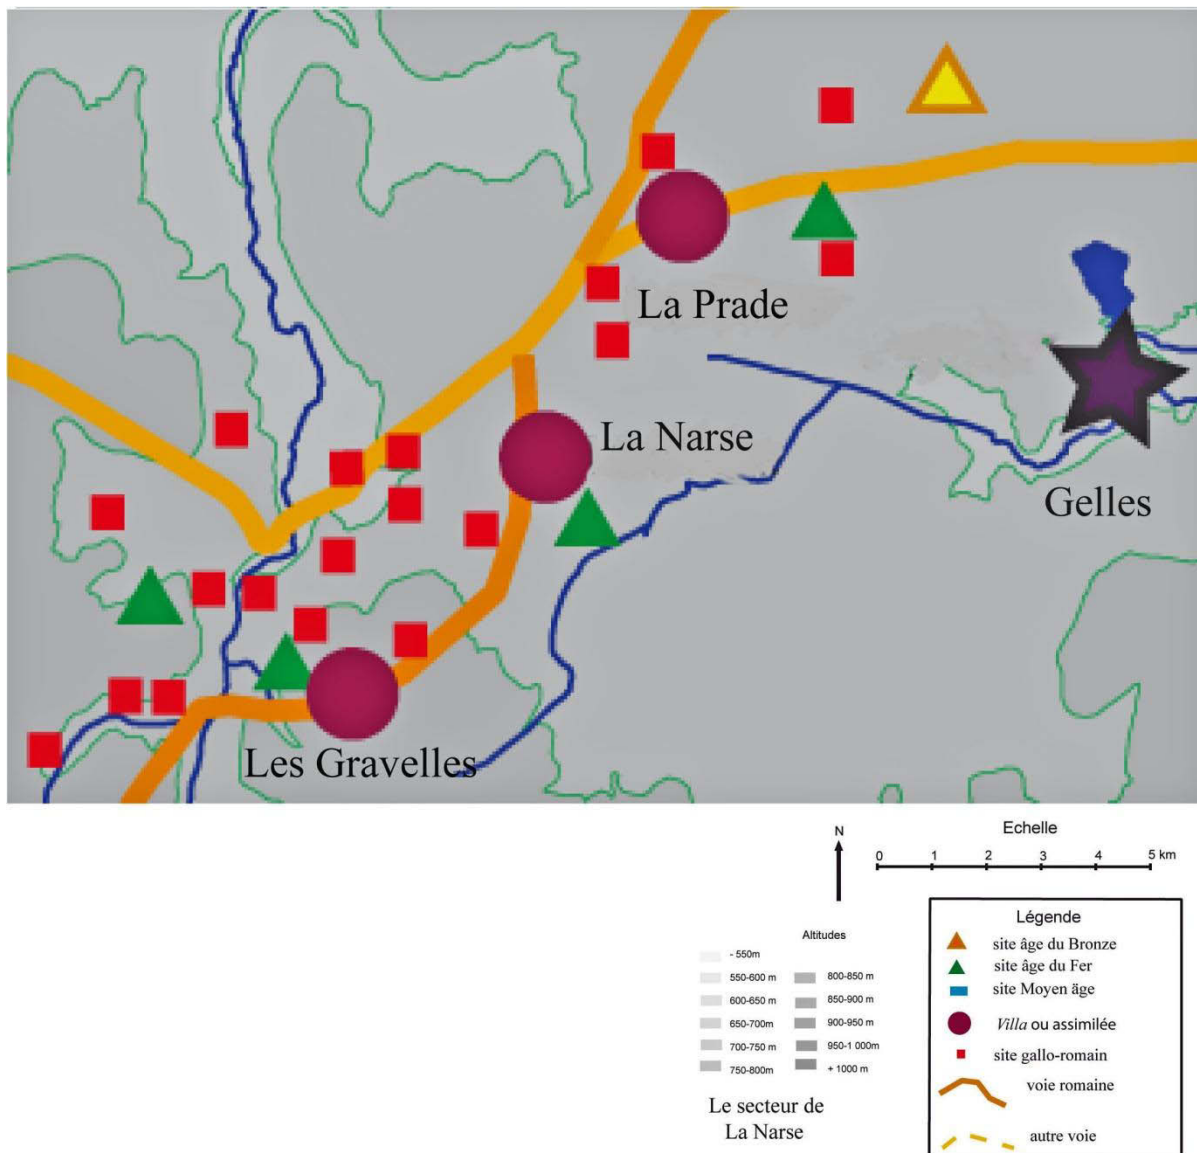 La Prade
La Narse
Gelles
Les Gravelles
N
Echelle
0 1 2 3 4 5 km
Altitudes
- 550m
550-600 m
600-650 m
650-700m
700-750 m
750-800m
800-850 m
850-900 m
900-950 m
950-1 000m
+ 1000 m
Le secteur de
La Narse
Légende
site âge du Bronze
site âge du Fer
site Moyen äge
Villa ou assimilée
site gallo-romain
voie romaine
autre voie